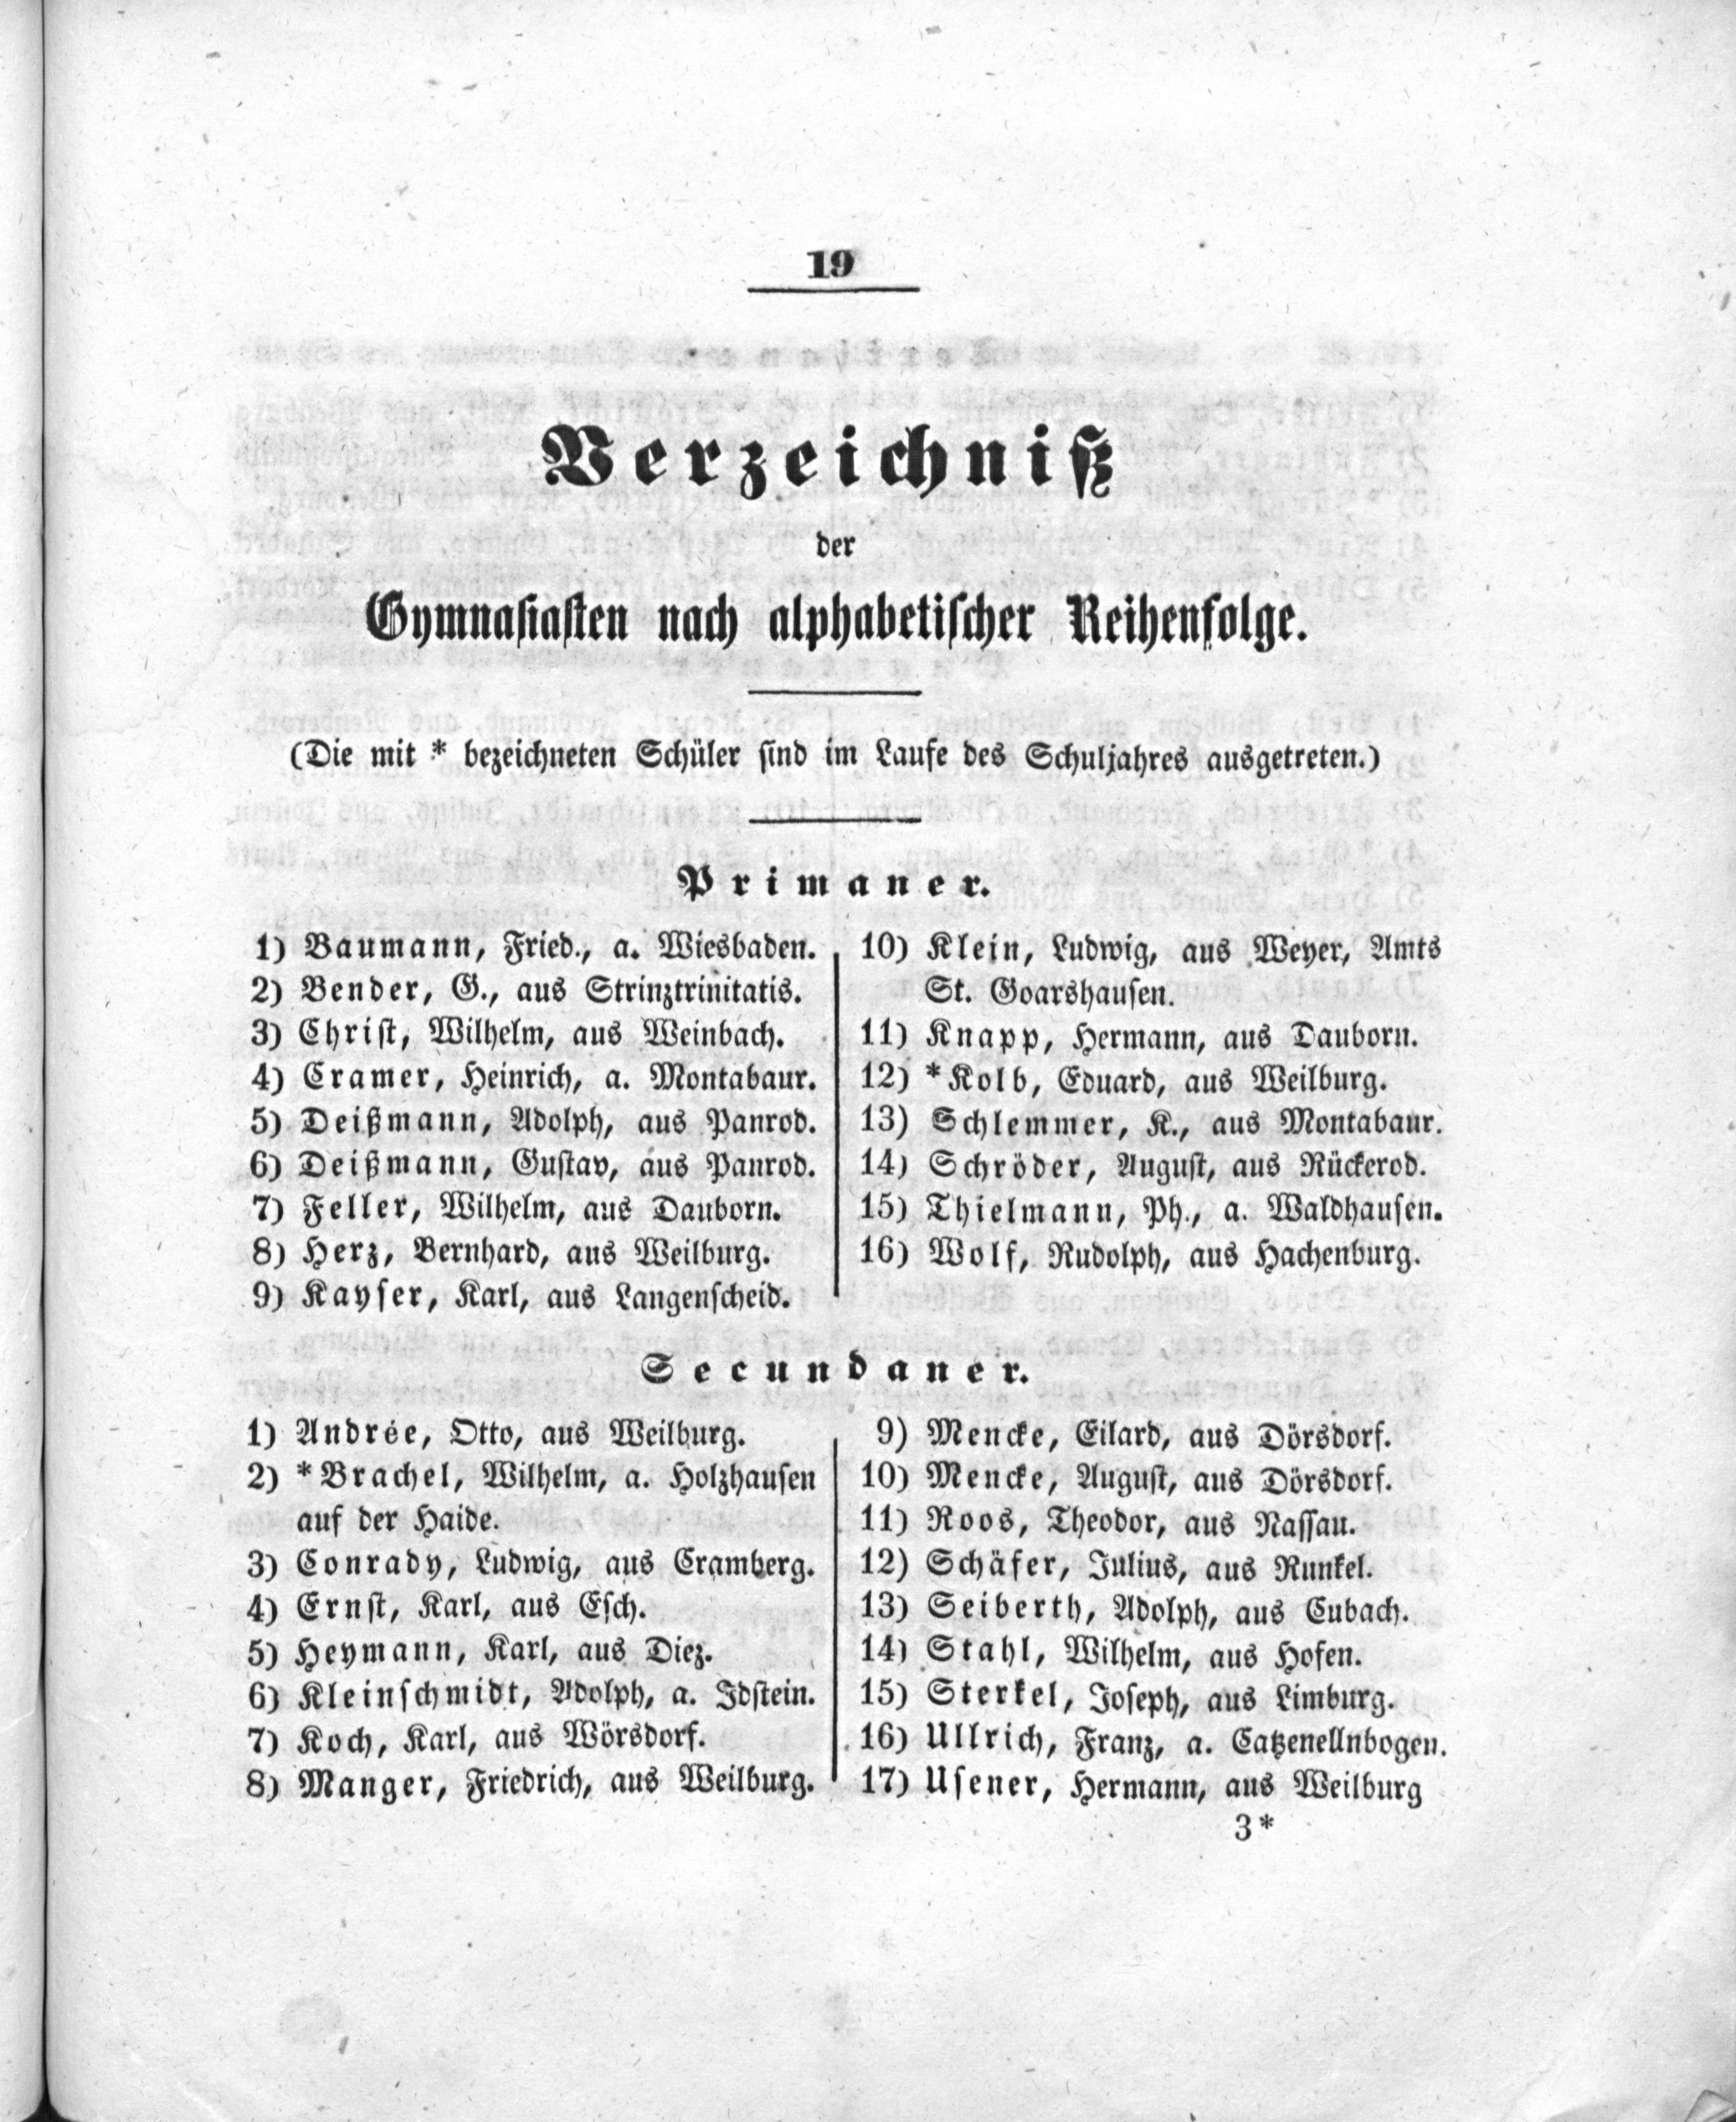 19
Verzeichniß
der
Gymnasiasten nach alphabetischer Reihenfolge.
(Die mit * bezeichneten Schüler sind im Laufe des Schuljahres ausgetreten.)
Primaner.
1) Baumann, Fried., a. Wiesbaden.
2) Bender, G., aus Strinztrinitatis.
3) Christ, Wilhelm, aus Weinbach.
4) Cramer, Heinrich, a. Montabaur.
5) Deißmann, Adolph, aus Panrod.
6) Deißmann, Gustav, aus Panrod.
7) Feller, Wilhelm, aus Dauborn.
8) Herz, Bernhard, aus Weilburg.
9) Kayser, Karl, aus Langenscheid.
10) Klein, Ludwig, aus Weyer, Amts
St. Goarshausen.
11) Knapp, Hermann, aus Dauborn.
12) *Kolb, Eduard, aus Weilburg.
13) Schlemmer, K., aus Montabaur.
14) Schröder, August, aus Rückerod.
15) Thielmann, Ph., a. Waldhausen.
16) Wolf, Rudolph, aus Hachenburg.
Secundaner.
1) Andrée, Otto, aus Weilburg.
2) *Brachel, Wilhelm, a. Holzhausen
auf der Haide.
3) Conrady, Ludwig, aus Cramberg.
4) Ernst, Karl, aus Esch.
5) Heymann, Karl, aus Diez.
6) Kleinschmidt, Adolph, a. Idstein.
7) Koch, Karl, aus Wörsdorf.
8) Manger, Friedrich, aus Weilburg.
9) Mencke, Eilard, aus Dörsdorf.
10) Mencke, August, aus Dörsdorf.
11) Roos, Theodor, aus Nassau.
12) Schäfer, Julius, aus Runkel.
13) Seiberth, Adolph, aus Cubach.
14) Stahl, Wilhelm, aus Hofen.
15) Sterkel, Joseph, aus Limburg.
16) Ullrich, Franz, a. Catzenellnbogen.
17) Usener, Hermann, aus Weilburg
3*